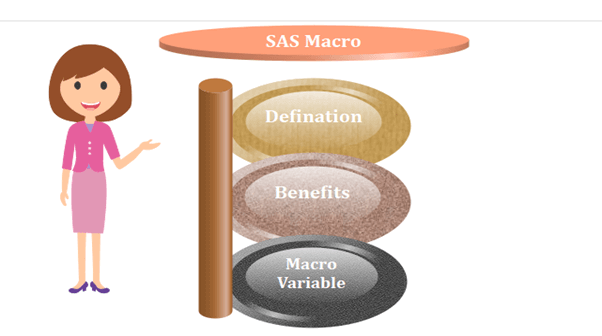 SAS Macro
Defination
Benefits
Macro
Variable